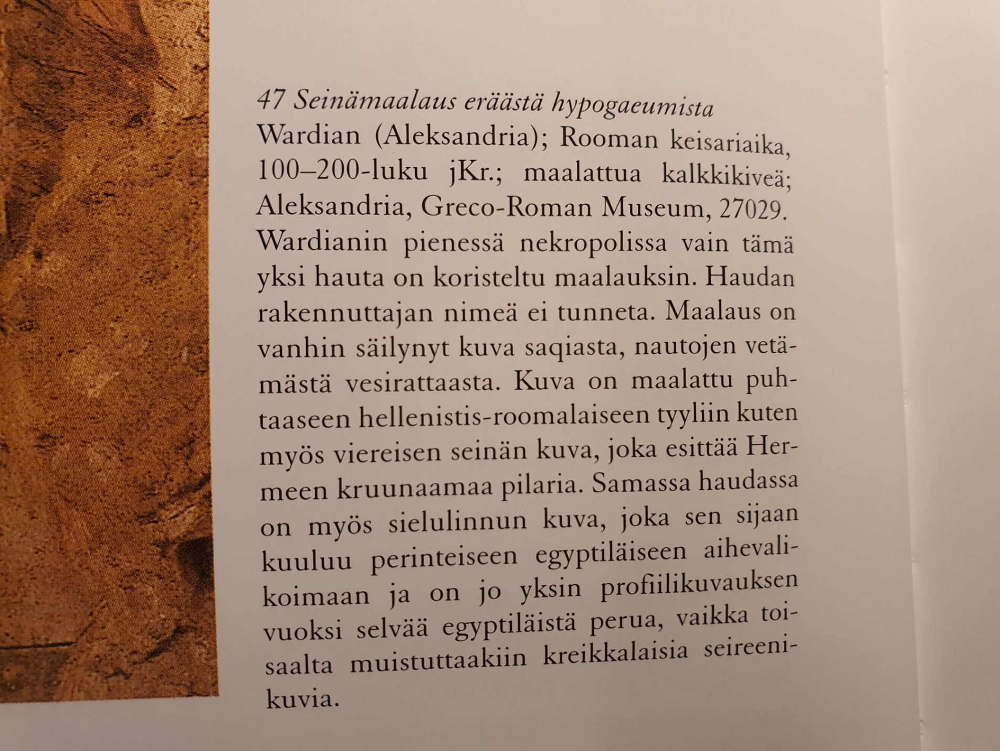 47 Seinämaalaus eräästä hypogaeumista
Wardian (Aleksandria); Rooman keisariaika,
100–200-luku jKr.; maalattua kalkkikiveä;
Aleksandria, Greco-Roman Museum, 27029.
Wardianin pienessä nekropolissa vain tämä
yksi hauta on koristeltu maalauksin. Haudan
rakennuttajan nimeä ei tunneta. Maalaus on
vanhin säilynyt kuva saqiasta, nautojen vetä-
mästä vesirattaasta. Kuva on maalattu puh-
taaseen hellenistis-roomalaiseen tyyliin kuten
myös viereisen seinän kuva, joka esittää Her-
meen kruunaamaa pilaria. Samassa haudassa
on myös sielulinnun kuva, joka sen sijaan
kuuluu perinteiseen egyptiläiseen aihevali-
koimaan ja on jo yksin profiilikuvauksen
vuoksi selvää egyptiläistä perua, vaikka toi-
saalta muistuttaakiin kreikkalaisia seireeni-
kuvia.